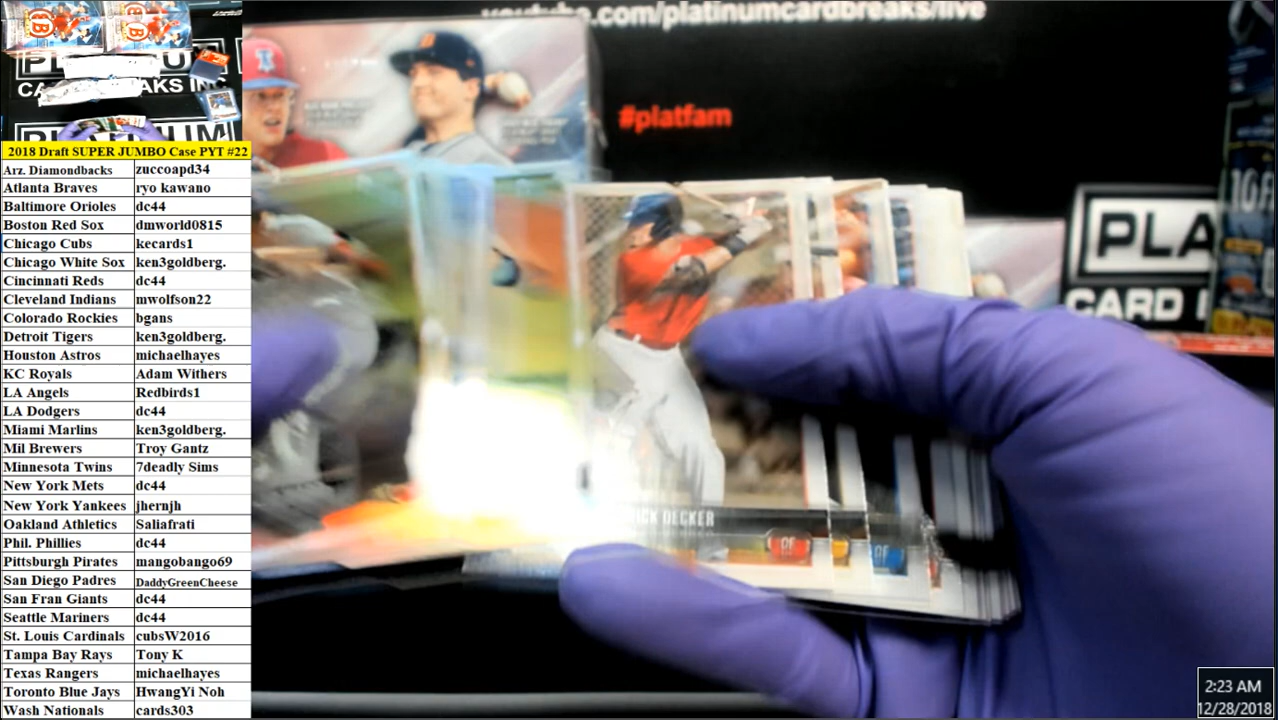 youtube.com/platinumcardbreaks/live
#platfam
CARDBREAKS INC
2018 Draft SUPER JUMBO Case PYT #22
Arz. Diamondbacks zuccoapd34
Atlanta Braves ryo kawano
Baltimore Orioles dc44
Boston Red Sox dmworld0815
Chicago Cubs kecards1
Chicago White Sox ken3goldberg.
Cincinnati Reds dc44
Cleveland Indians mwolfson22
Colorado Rockies bgans
Detroit Tigers ken3goldberg.
Houston Astros michaelhayes
KC Royals Adam Withers
LA Angels Redbirds1
LA Dodgers dc44
Miami Marlins ken3goldberg.
Mil Brewers Troy Gantz
Minnesota Twins 7deadly Sims
New York Mets dc44
New York Yankees jhernjh
Oakland Athletics Saliafrati
Phil. Phillies dc44
Pittsburgh Pirates mangobango69
San Diego Padres DaddyGreenCheese
San Fran Giants dc44
Seattle Mariners dc44
St. Louis Cardinals cubsW2016
Tampa Bay Rays Tony K
Texas Rangers michaelhayes
Toronto Blue Jays HwangYi Noh
Wash Nationals cards303
PLA
CARD
DECKER
OF
OF
2:23 AM
12/28/2018